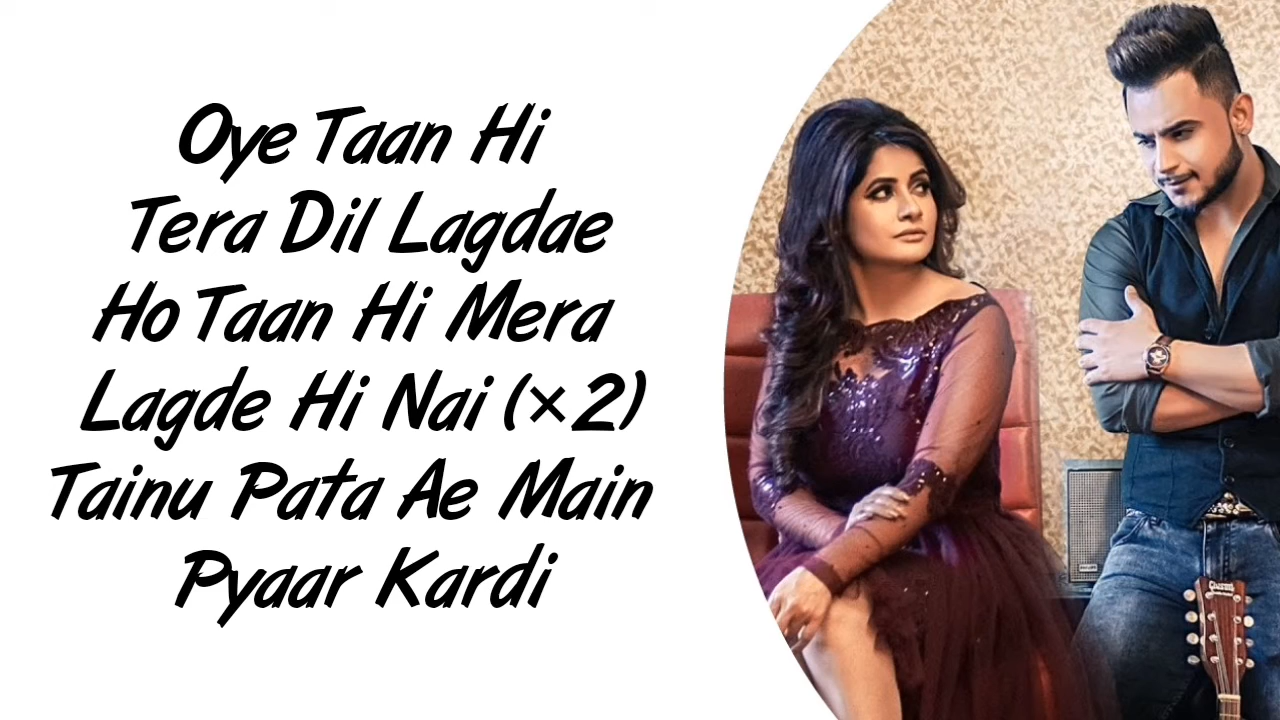 Oye Taan Hi
Tera Dil Lagdae
Ho Taan Hi Mera
Lagde Hi Nai (×2)
Tainu Pata Ae Main
Pyaar Kardi